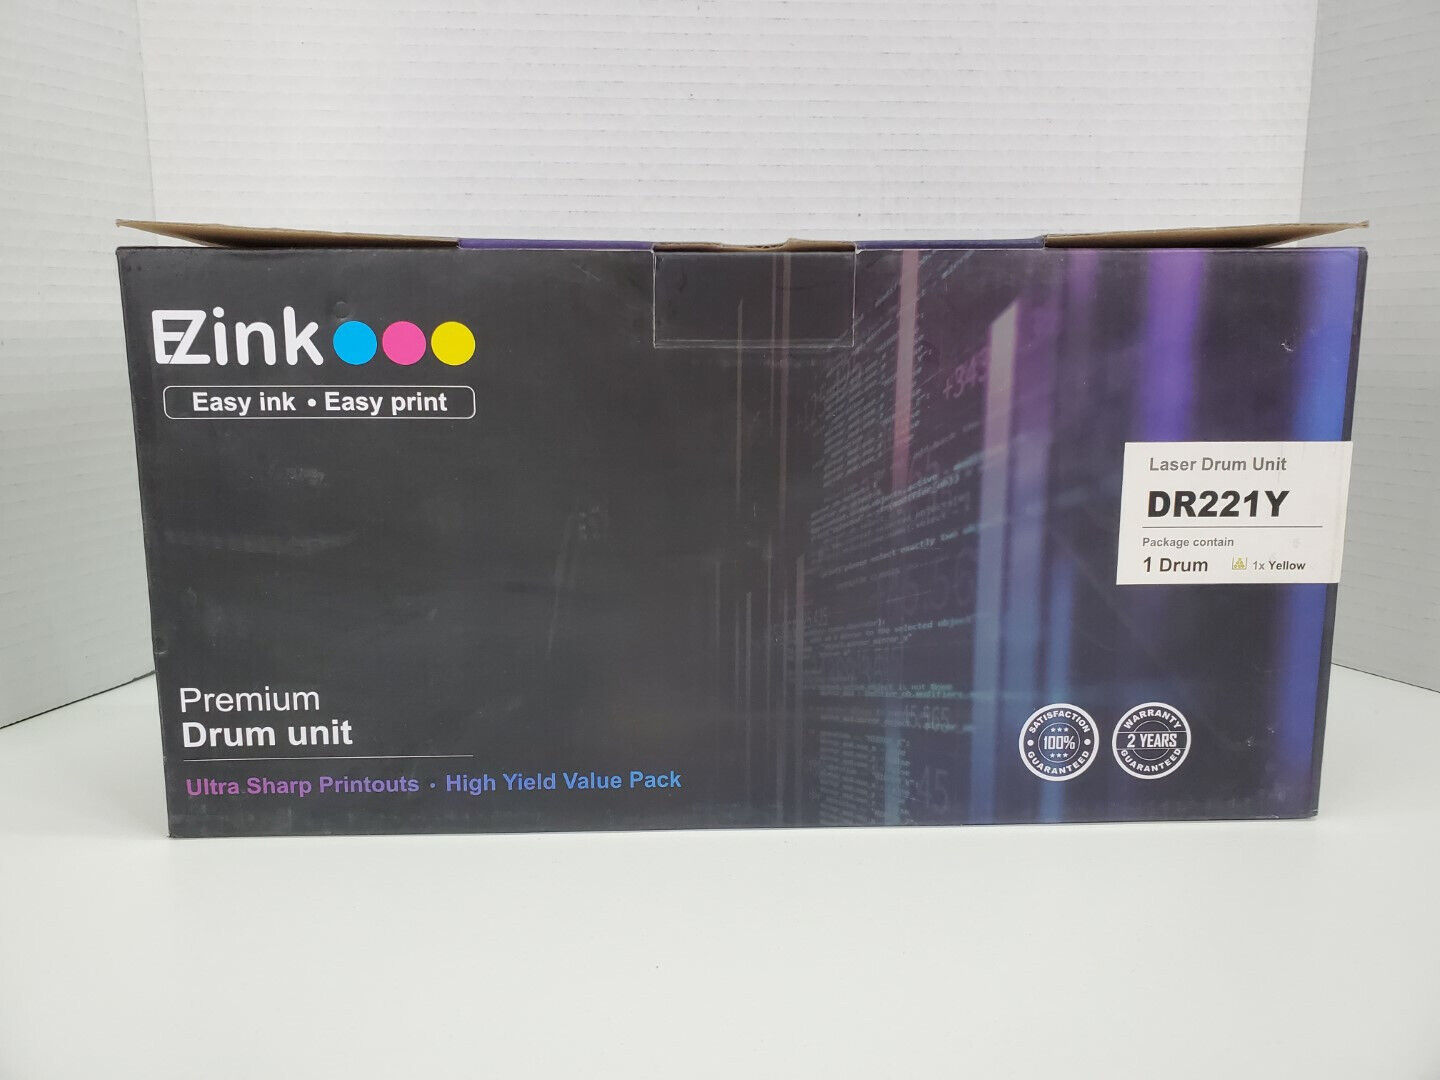 EZink
Easy ink • Easy print
+343
Laser Drum Unit
DR221Y
Package contain
1 Drum 1x Yellow
Premium
Drum unit
Ultra Sharp Printouts • High Yield Value Pack
SATISFACTION
100%
GUARANTEED
WARRANTY
2 YEARS
GUARANTEED